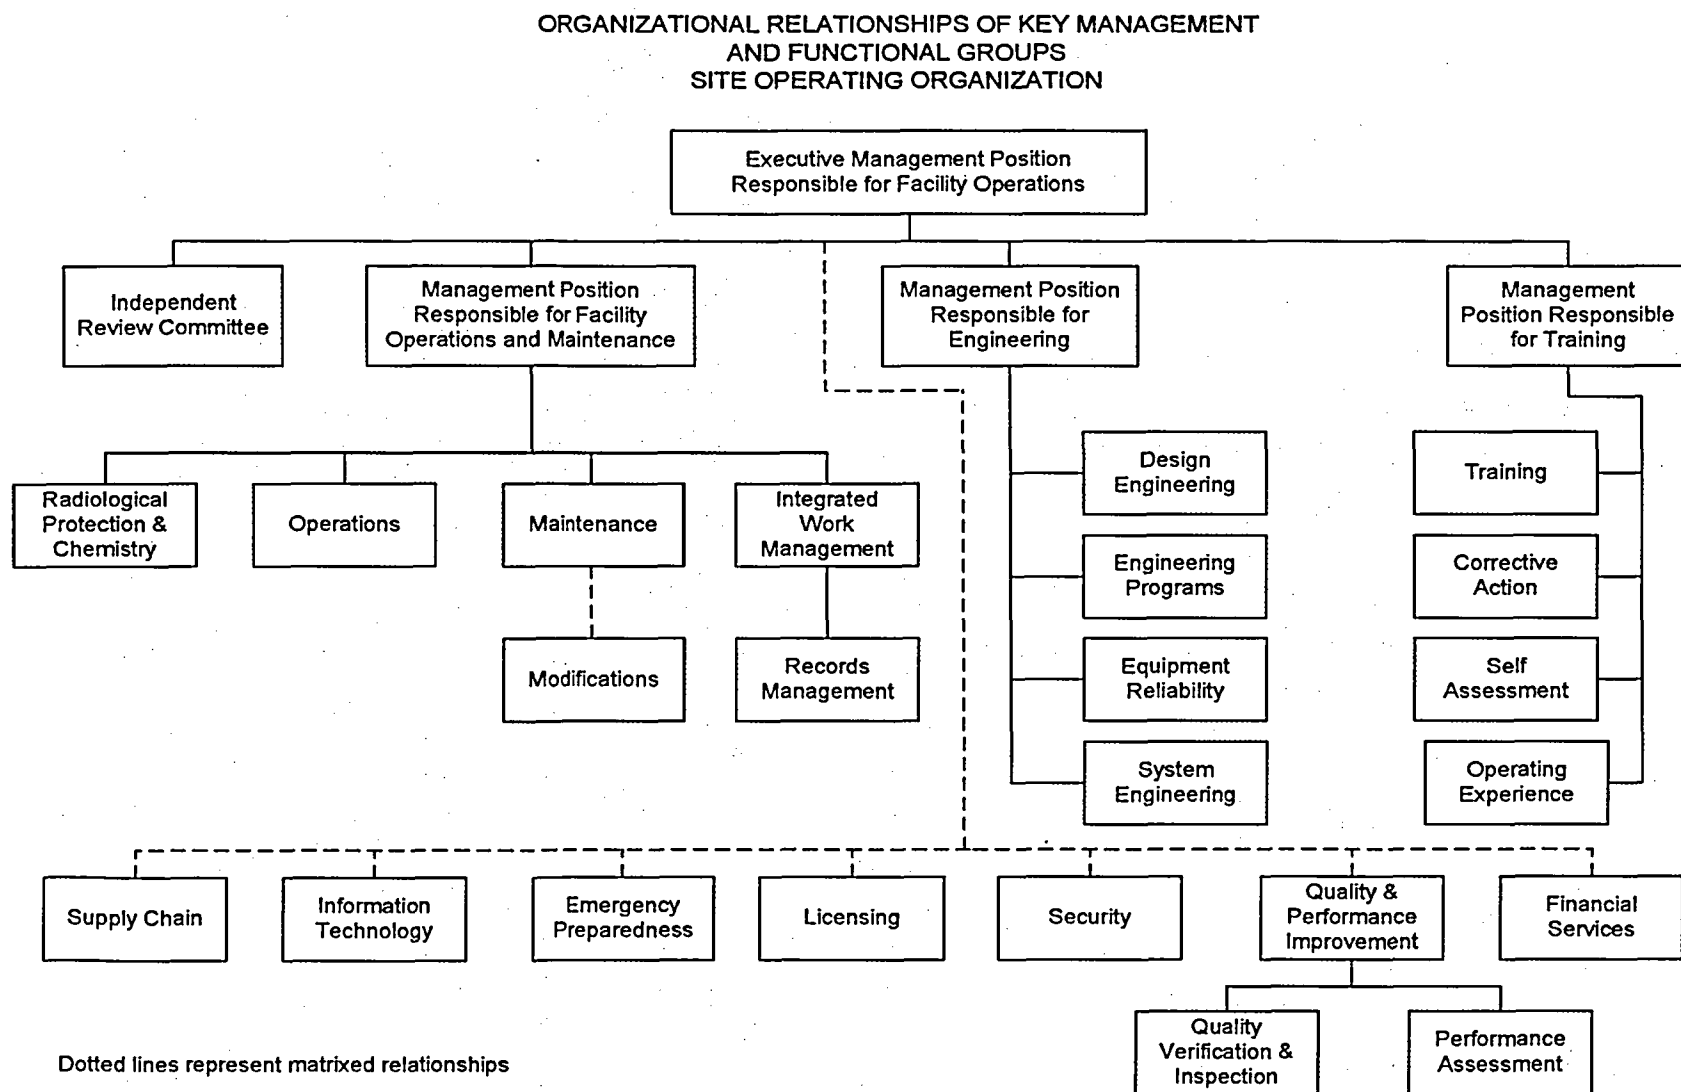 ORGANIZATIONAL RELATIONSHIPS OF KEY MANAGEMENT
AND FUNCTIONAL GROUPS
SITE OPERATING ORGANIZATION
Executive Management Position
Responsible for Facility Operations
Independent
Review Committee
Management Position
Responsible for Facility
Operations and Maintenance
Management Position
Responsible for
Engineering
Management
Position Responsible
for Training
Radiological
Protection &
Chemistry
Operations
Maintenance
Integrated
Work
Management
Modifications
Records
Management
Design
Engineering
Engineering
Programs
Equipment
Reliability
System
Engineering
Training
Corrective
Action
Self
Assessment
Operating
Experience
Supply Chain
Information
Technology
Emergency
Preparedness
Licensing
Security
Quality &
Performance
Improvement
Financial
Services
Quality
Verification &
Inspection
Performance
Assessment
Dotted lines represent matrixed relationships